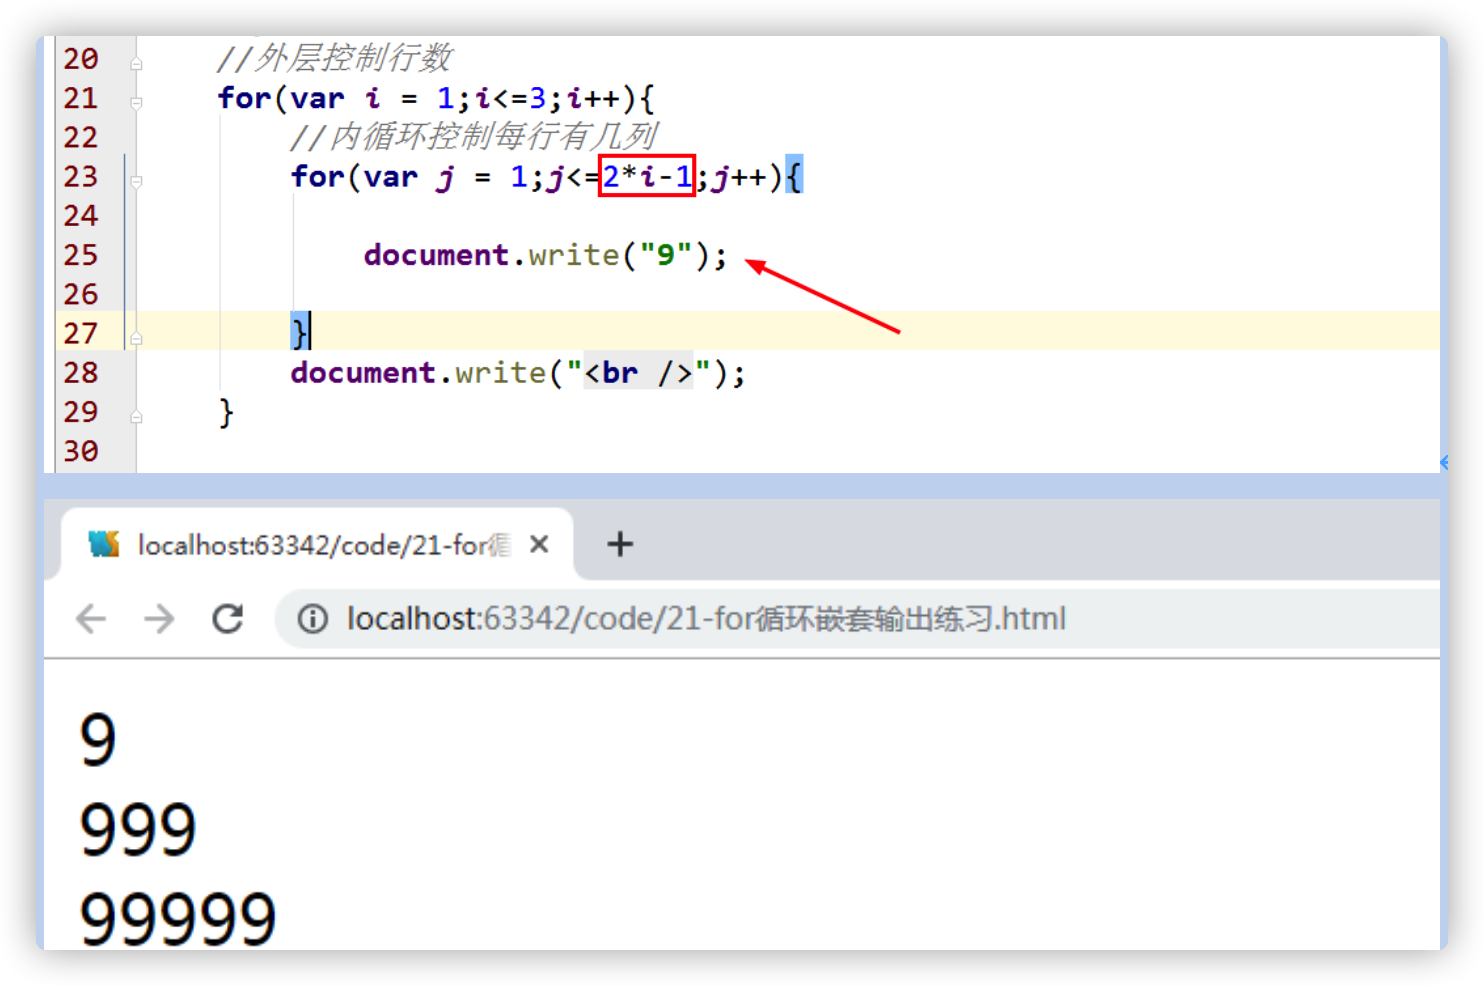 20 //外层控制行数
21 for(var i = 1;i<=3;i++){
22 //内循环控制每行有几列
23 for(var j = 1;j<=2*i-1;j++){
24
25 document.write("9");
26
27 }
28 document.write("<br />");
29 }
30
localhost:63342/code/21-for循
localhost:63342/code/21-for循环嵌套输出练习.html
9
999
99999